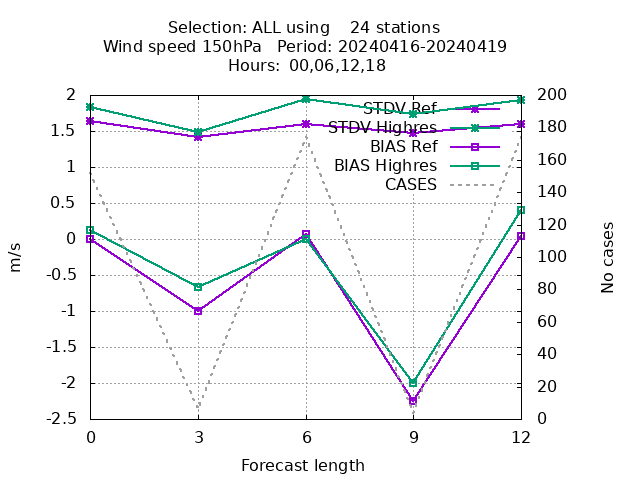 Selection: ALL using 24 stations
Wind speed 150hPa Period: 20240416-20240419
Hours: 00,06,12,18
2
1.5
1
0.5
0
-0.5
-1
-1.5
-2
-2.5
m/s
STDV Ref
STDV Highres
BIAS Ref
BIAS Highres
CASES
200
180
160
140
120
100
80
60
40
20
0
No cases
0 3 6 9 12
Forecast length